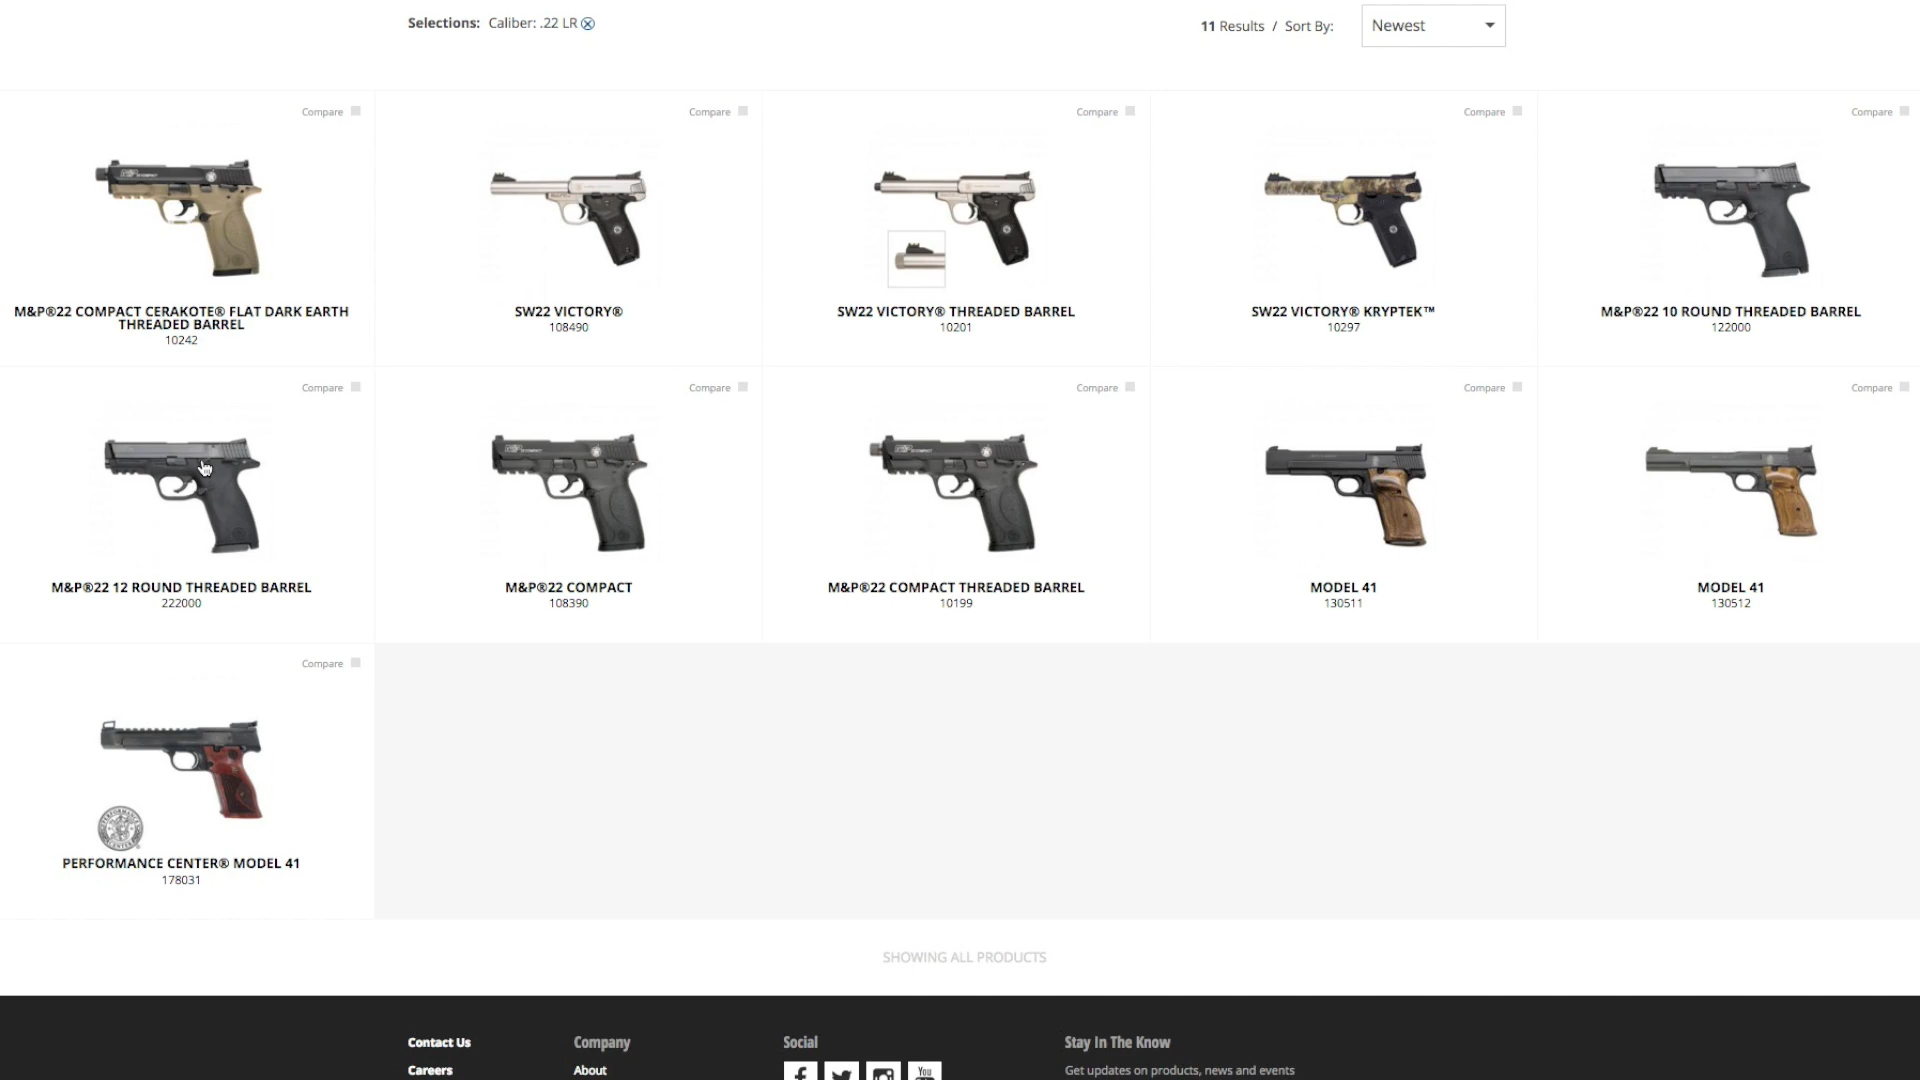 Selections: Caliber: .22 LR
11 Results / Sort By: Newest
Compare
Compare
Compare
Compare
Compare
M&P®22 COMPACT CERAKOTE® FLAT DARK EARTH
THREADED BARREL
10242
SW22 VICTORY®
108490
SW22 VICTORY® THREADED BARREL
10201
SW22 VICTORY® KRYPTEK™
10297
M&P®22 10 ROUND THREADED BARREL
122000
Compare
Compare
Compare
Compare
Compare
M&P®22 12 ROUND THREADED BARREL
222000
M&P®22 COMPACT
108390
M&P®22 COMPACT THREADED BARREL
10199
MODEL 41
130511
MODEL 41
130512
Compare
PERFORMANCE CENTER® MODEL 41
178031
SHOWING ALL PRODUCTS
Contact Us
Careers
Company
About
Social
You
Stay In The Know
Get updates on products, news and events